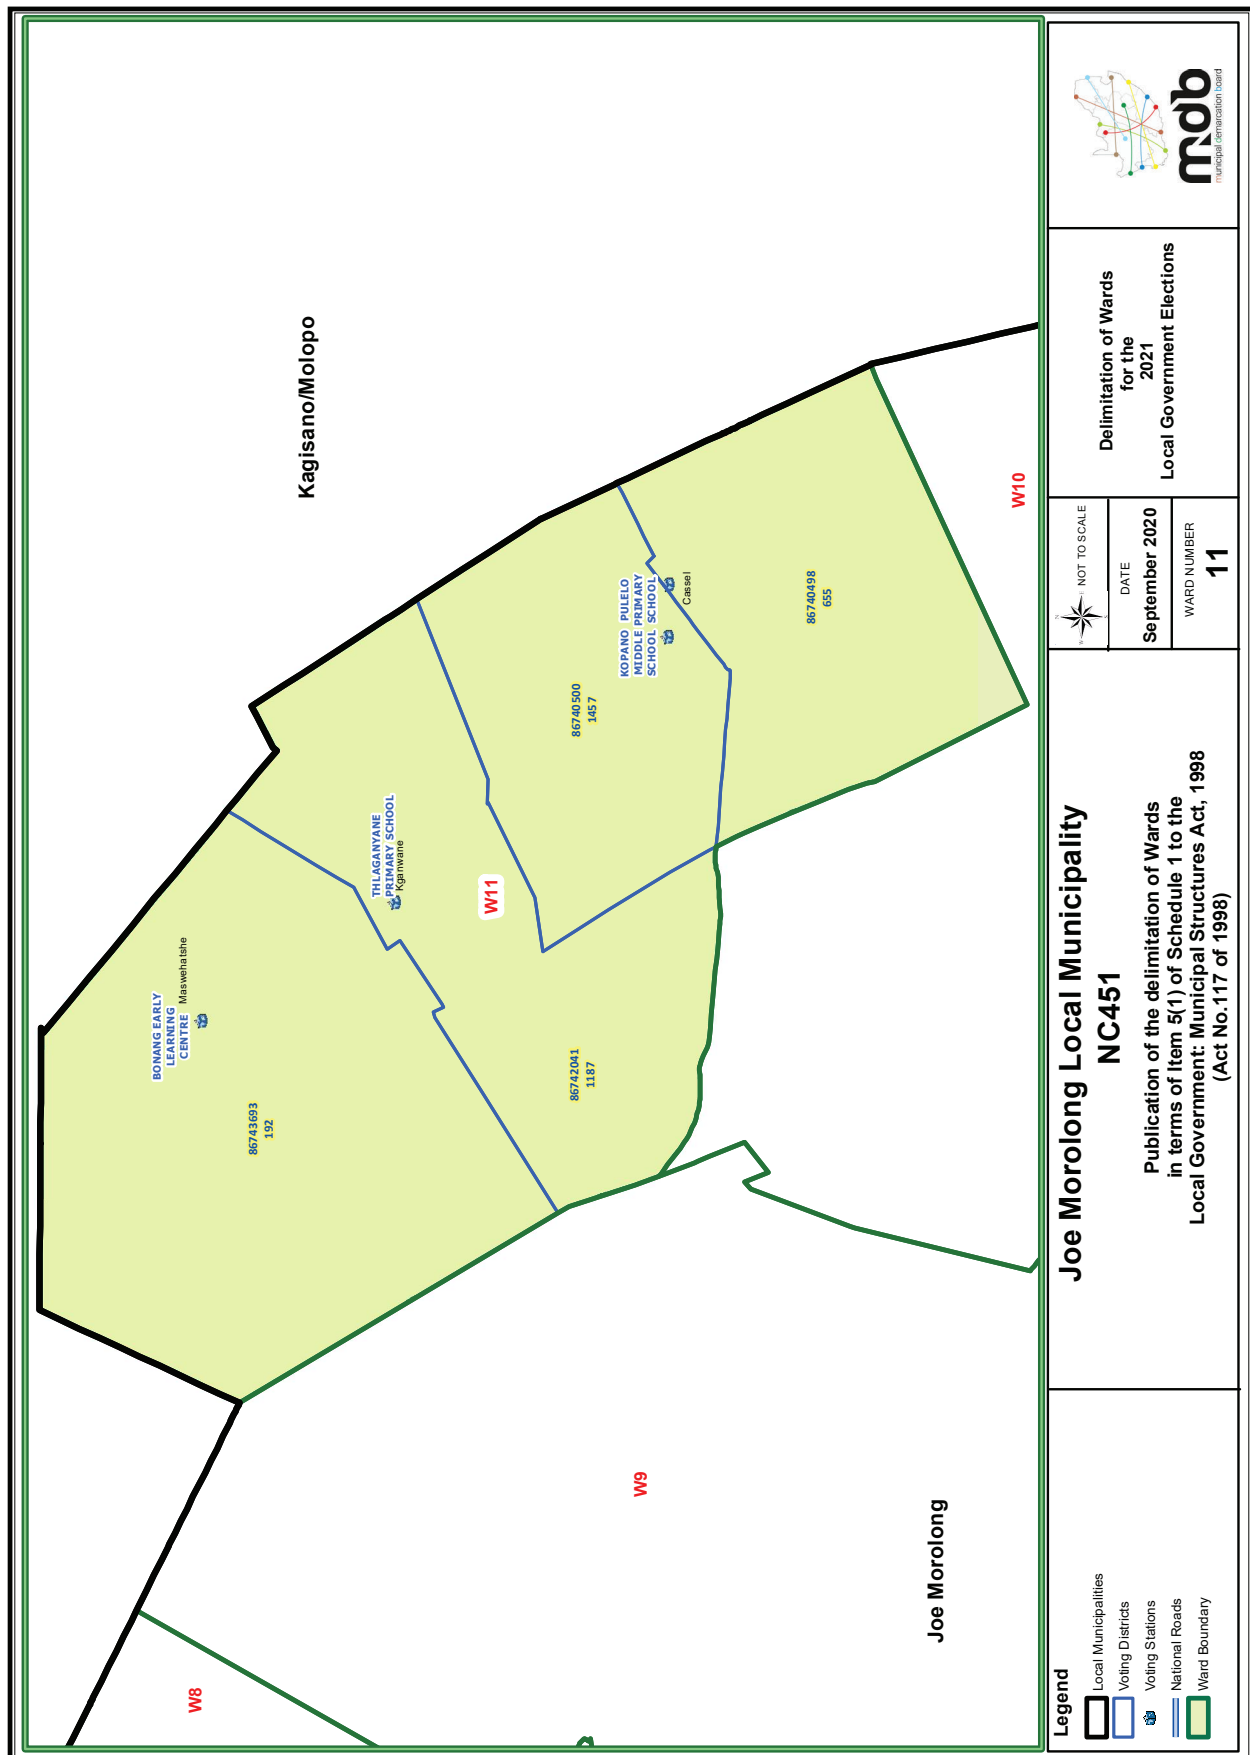 Kagisano/Molopo
BONANG EARLY
LEARNING
CENTRE
Maswehatshe
86743693
192
THLAGANYANE
PRIMARY SCHOOL
Kganwane
W11
86742041
1187
86740500
1457
KOPANO PULELO
MIDDLE PRIMARY
SCHOOL SCHOOL
Cassel
86740498
655
W10
W9
W8
Joe Morolong
Legend
Local Municipalities
Voting Districts
Voting Stations
National Roads
Ward Boundary
Joe Morolong Local Municipality
NC451
Publication of the delimitation of Wards
in terms of Item 5(1) of Schedule 1 to the
Local Government: Municipal Structures Act, 1998
(Act No.117 of 1998)
N
W
E
S
NOT TO SCALE
DATE
September 2020
WARD NUMBER
11
Delimitation of Wards
for the
2021
Local Government Elections
mdb
municipal demarcation board